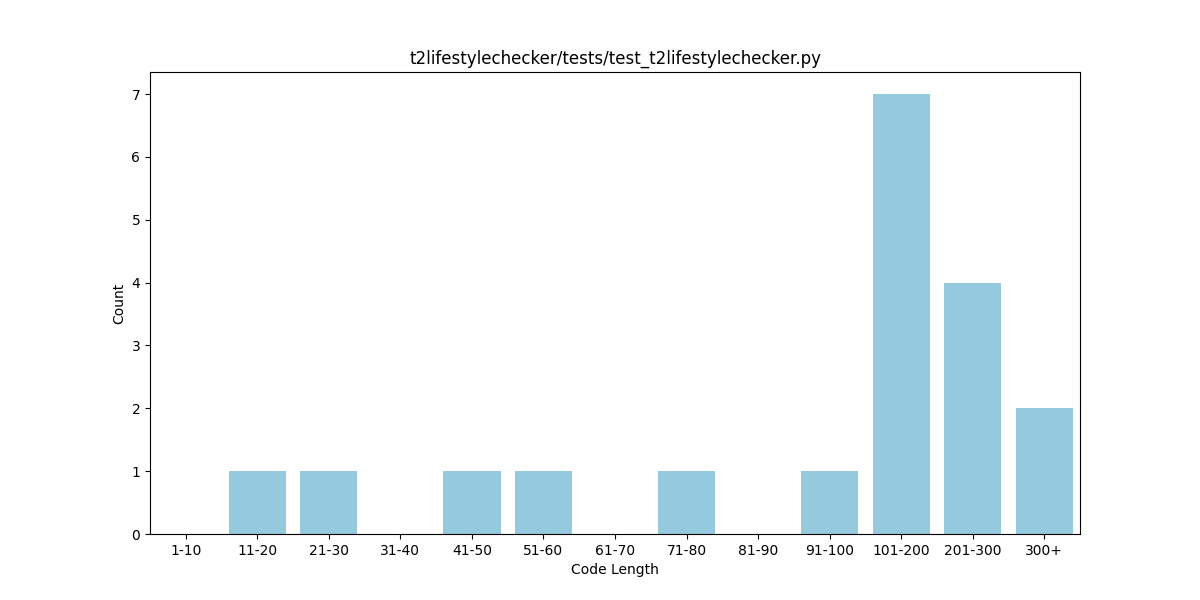 t2lifestylechecker/tests/test_t2lifestylechecker.py
7
6
5
4
3
2
1
0
Count
1-10 11-20 21-30 31-40 41-50 51-60 61-70 71-80 81-90 91-100 101-200 201-300 300+
Code Length